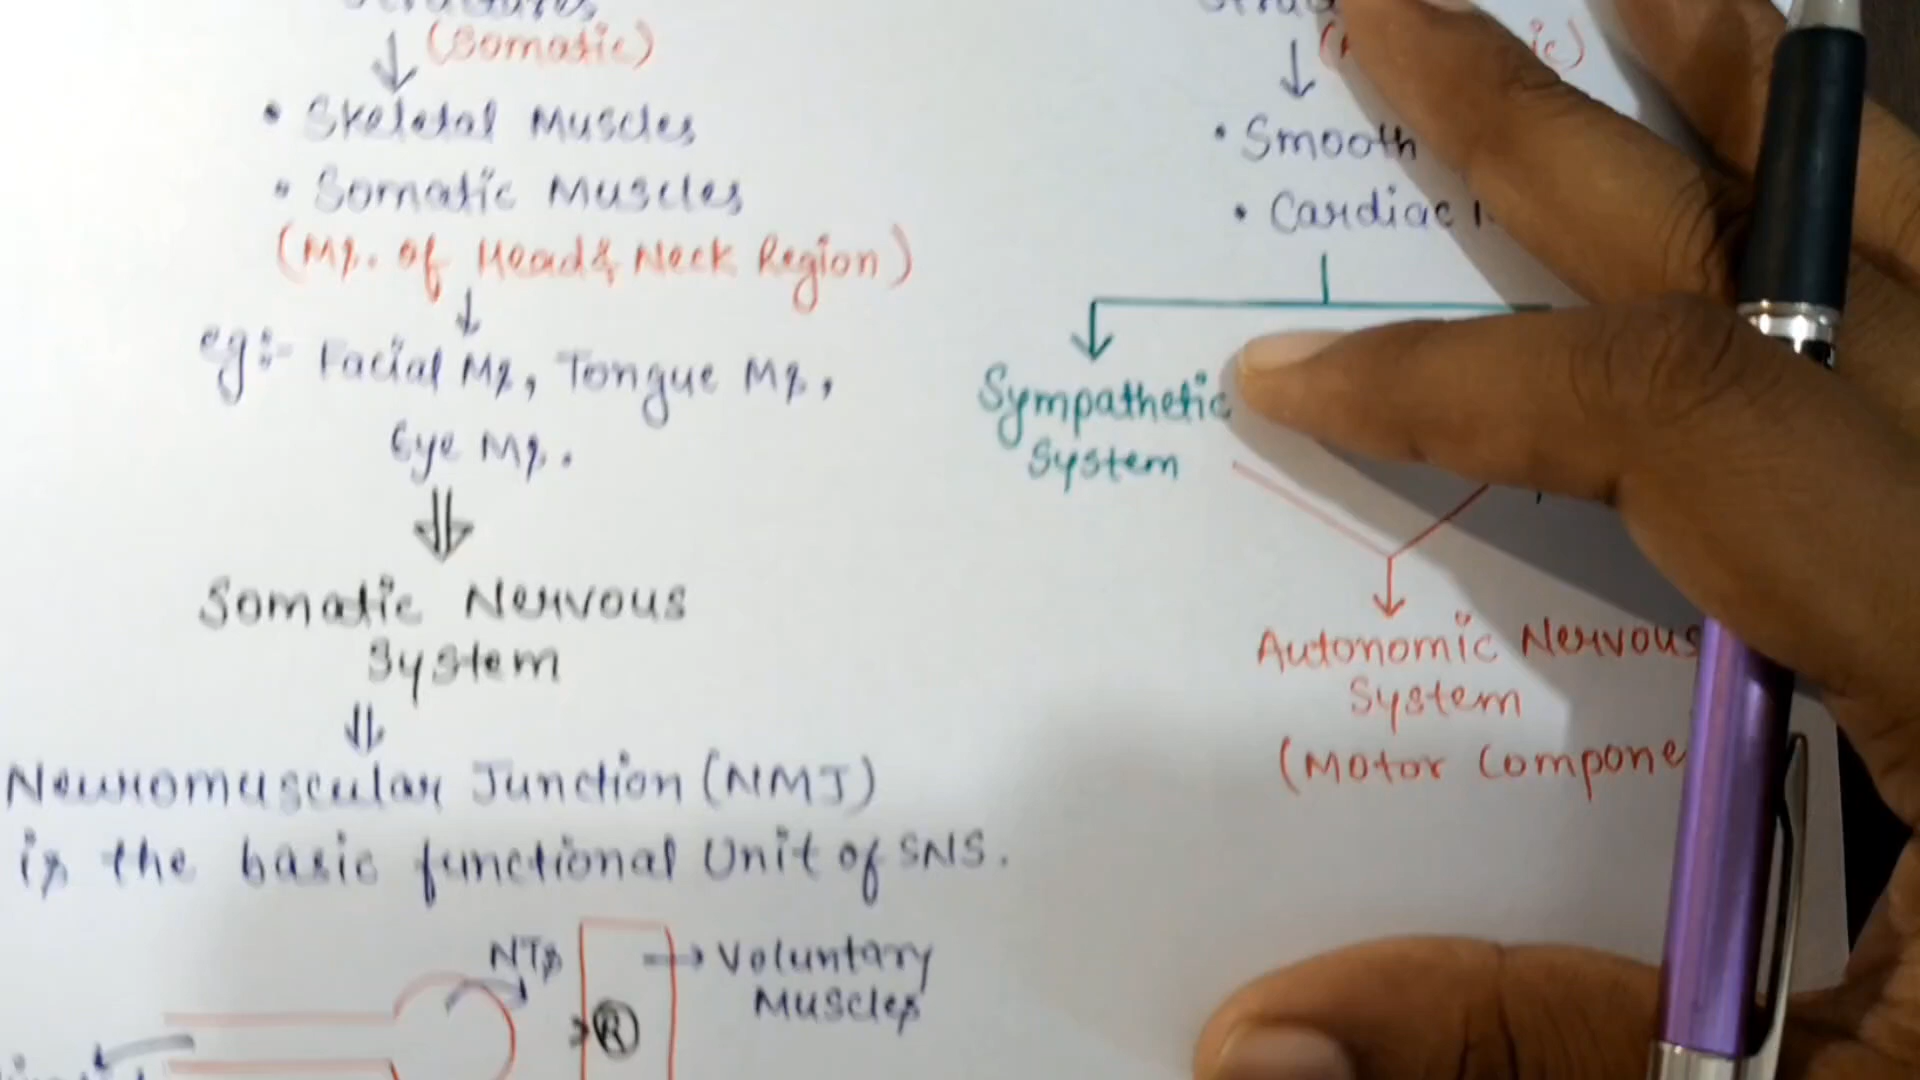 Structures
(Somatic)
• Skeletal Muscles
• Somatic Muscles
(Ms. of Head & Neck Region)
eg:- Facial Ms, Tongue Ms,
Eye Ms.
Somatic Nervous
System
Neuromuscular Junction (NMJ)
is the basic functional Unit of SNS.
NTs
Voluntary
Muscles
R
• Smooth
• Cardiac
Sympathetic
System
Autonomic Nervous
System
(Motor Compone